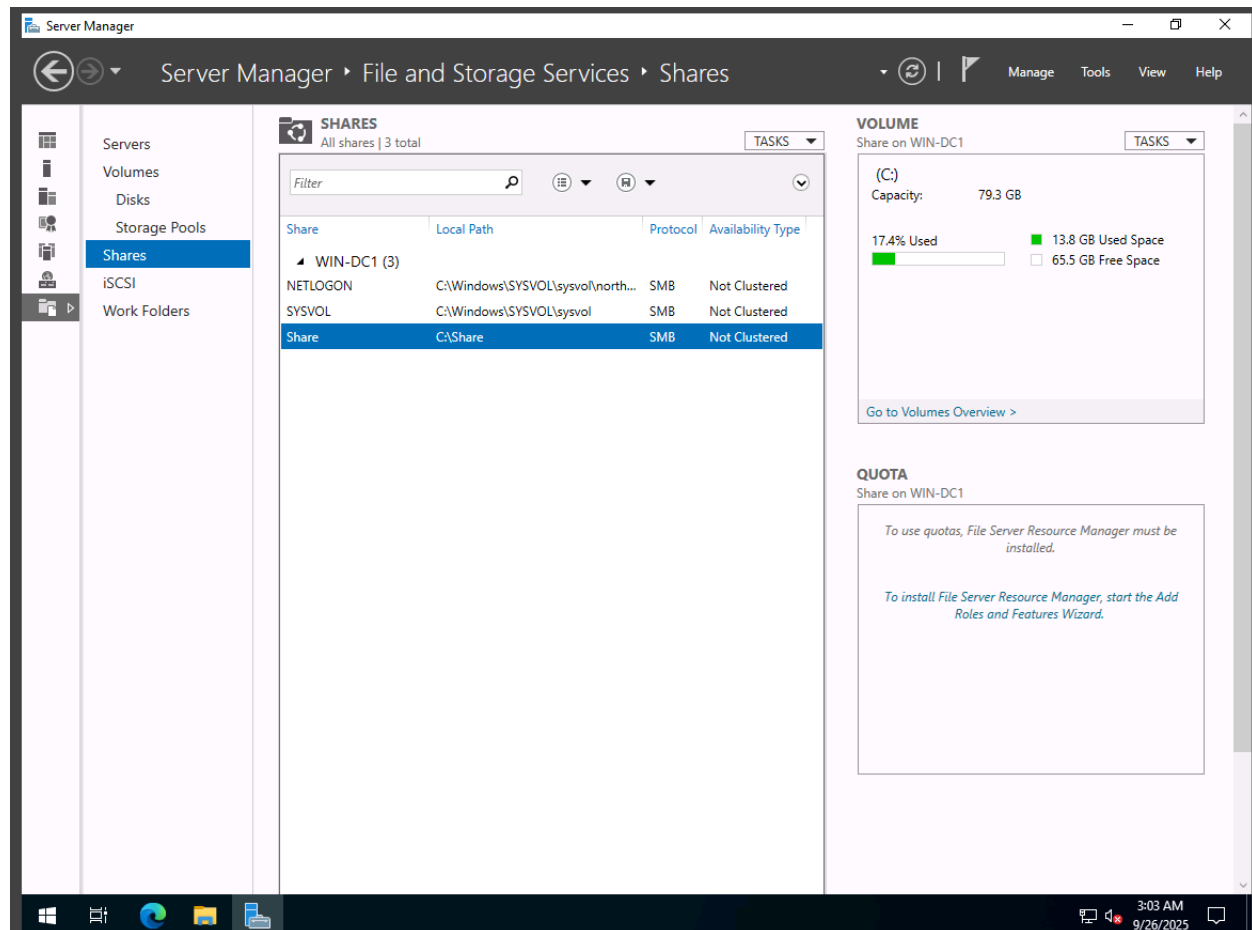 Server Manager
Server Manager ‣ File and Storage Services ‣ Shares
Manage Tools View Help
Servers
Volumes
Disks
Storage Pools
Shares
iSCSI
Work Folders
SHARES
All shares | 3 total
TASKS
Filter
Share Local Path Protocol Availability Type
WIN-DC1 (3)
NETLOGON C:\Windows\SYSVOL\sysvol\north... SMB Not Clustered
SYSVOL C:\Windows\SYSVOL\sysvol SMB Not Clustered
Share C:\Share SMB Not Clustered
VOLUME
Share on WIN-DC1
TASKS
(C:)
Capacity: 79.3 GB
17.4% Used
13.8 GB Used Space
65.5 GB Free Space
Go to Volumes Overview >
QUOTA
Share on WIN-DC1
To use quotas, File Server Resource Manager must be
installed.
To install File Server Resource Manager, start the Add
Roles and Features Wizard.
3:03 AM
9/26/2025